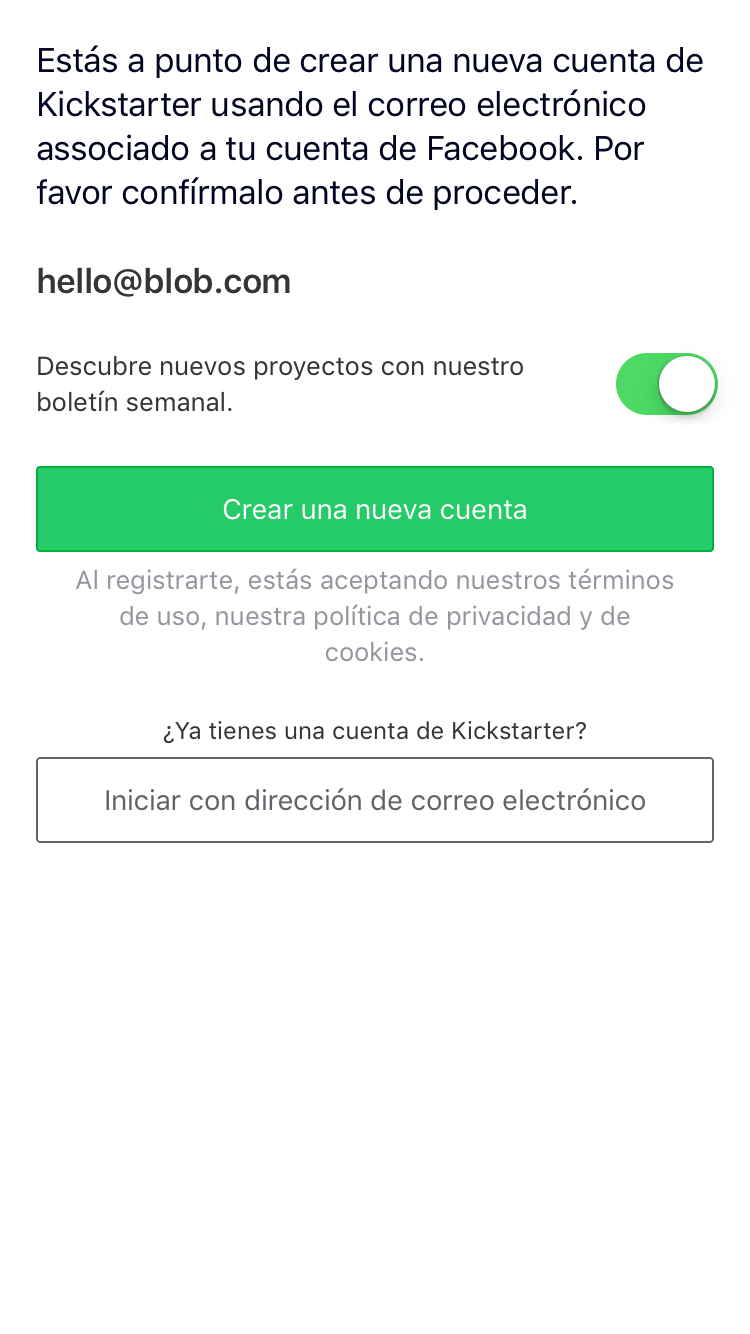 Estás a punto de crear una nueva cuenta de
Kickstarter usando el correo electrónico
associado a tu cuenta de Facebook. Por
favor confírmalo antes de proceder.
hello@blob.com
Descubre nuevos proyectos con nuestro
boletín semanal.
Crear una nueva cuenta
Al registrarte, estás aceptando nuestros términos
de uso, nuestra política de privacidad y de
cookies.
¿Ya tienes una cuenta de Kickstarter?
Iniciar con dirección de correo electrónico